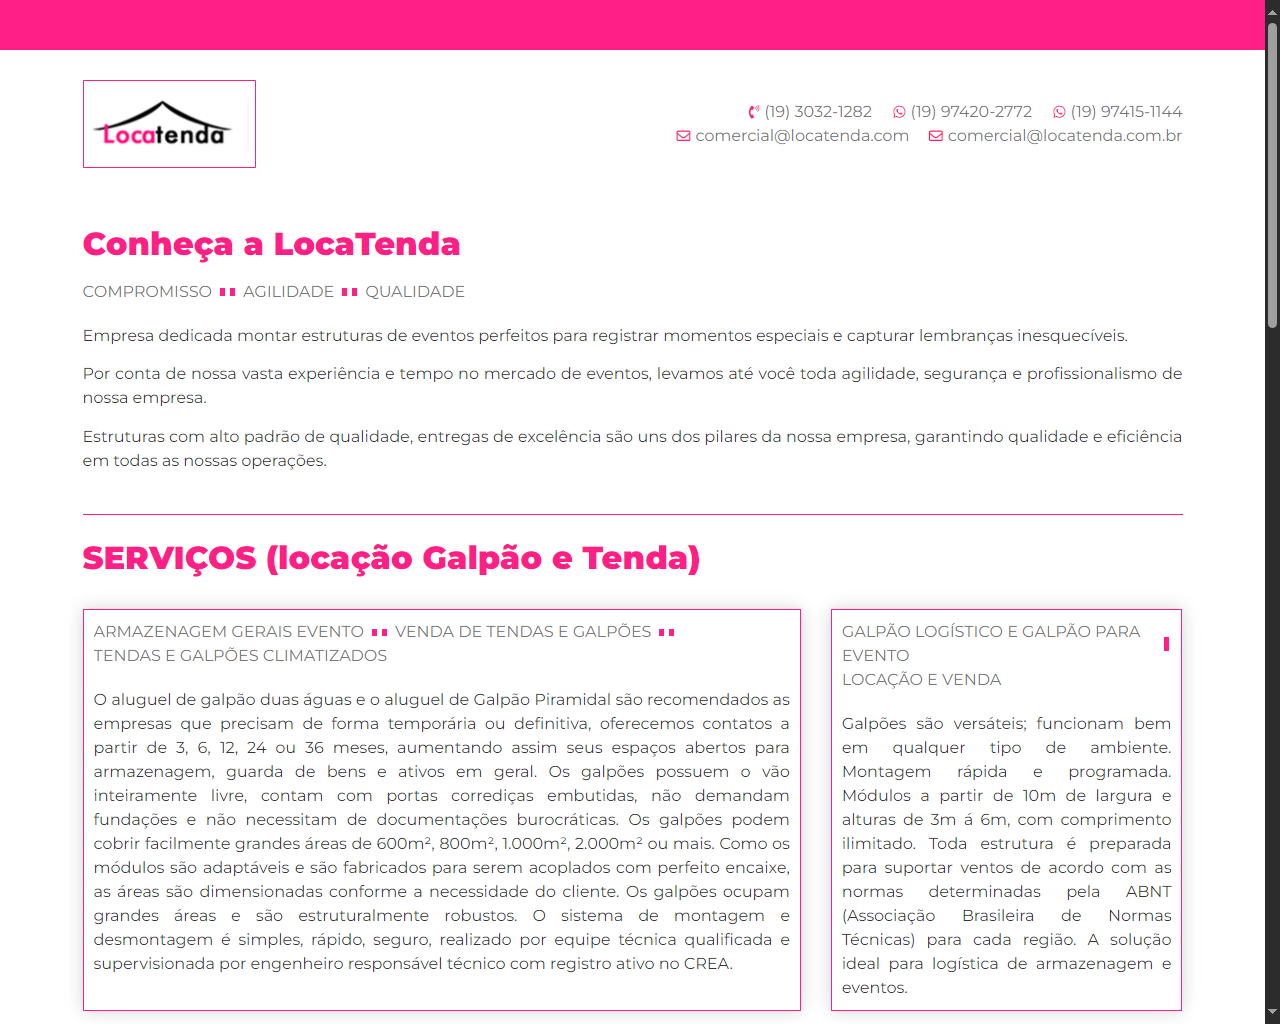 Locatenda
(19) 3032-1282 (19) 97420-2772 (19) 97415-1144
comercial@locatenda.com comercial@locatenda.com.br
Conheça a LocaTenda
COMPROMISSO AGILIDADE QUALIDADE
Empresa dedicada montar estruturas de eventos perfeitos para registrar momentos especiais e capturar lembranças inesquecíveis.
Por conta de nossa vasta experiência e tempo no mercado de eventos, levamos até você toda agilidade, segurança e profissionalismo de
nossa empresa.
Estruturas com alto padrão de qualidade, entregas de excelência são uns dos pilares da nossa empresa, garantindo qualidade e eficiência
em todas as nossas operações.
SERVIÇOS (locação Galpão e Tenda)
ARMAZENAGEM GERAIS EVENTO VENDA DE TENDAS E GALPÕES
TENDAS E GALPÕES CLIMATIZADOS
O aluguel de galpão duas águas e o aluguel de Galpão Piramidal são recomendados as
empresas que precisam de forma temporária ou definitiva, oferecemos contatos a
partir de 3, 6, 12, 24 ou 36 meses, aumentando assim seus espaços abertos para
armazenagem, guarda de bens e ativos em geral. Os galpões possuem o vão
inteiramente livre, contam com portas corrediças embutidas, não demandam
fundações e não necessitam de documentações burocráticas. Os galpões podem
cobrir facilmente grandes áreas de 600m², 800m², 1.000m², 2.000m² ou mais. Como os
módulos são adaptáveis e são fabricados para serem acoplados com perfeito encaixe,
as áreas são dimensionadas conforme a necessidade do cliente. Os galpões ocupam
grandes áreas e são estruturalmente robustos. O sistema de montagem e
desmontagem é simples, rápido, seguro, realizado por equipe técnica qualificada e
supervisionada por engenheiro responsável técnico com registro ativo no CREA.
GALPÃO LOGÍSTICO E GALPÃO PARA
EVENTO
LOCAÇÃO E VENDA
Galpões são versáteis; funcionam bem
em qualquer tipo de ambiente.
Montagem rápida e programada.
Módulos a partir de 10m de largura e
alturas de 3m á 6m, com comprimento
ilimitado. Toda estrutura é preparada
para suportar ventos de acordo com as
normas determinadas pela ABNT
(Associação Brasileira de Normas
Técnicas) para cada região. A solução
ideal para logística de armazenagem e
eventos.